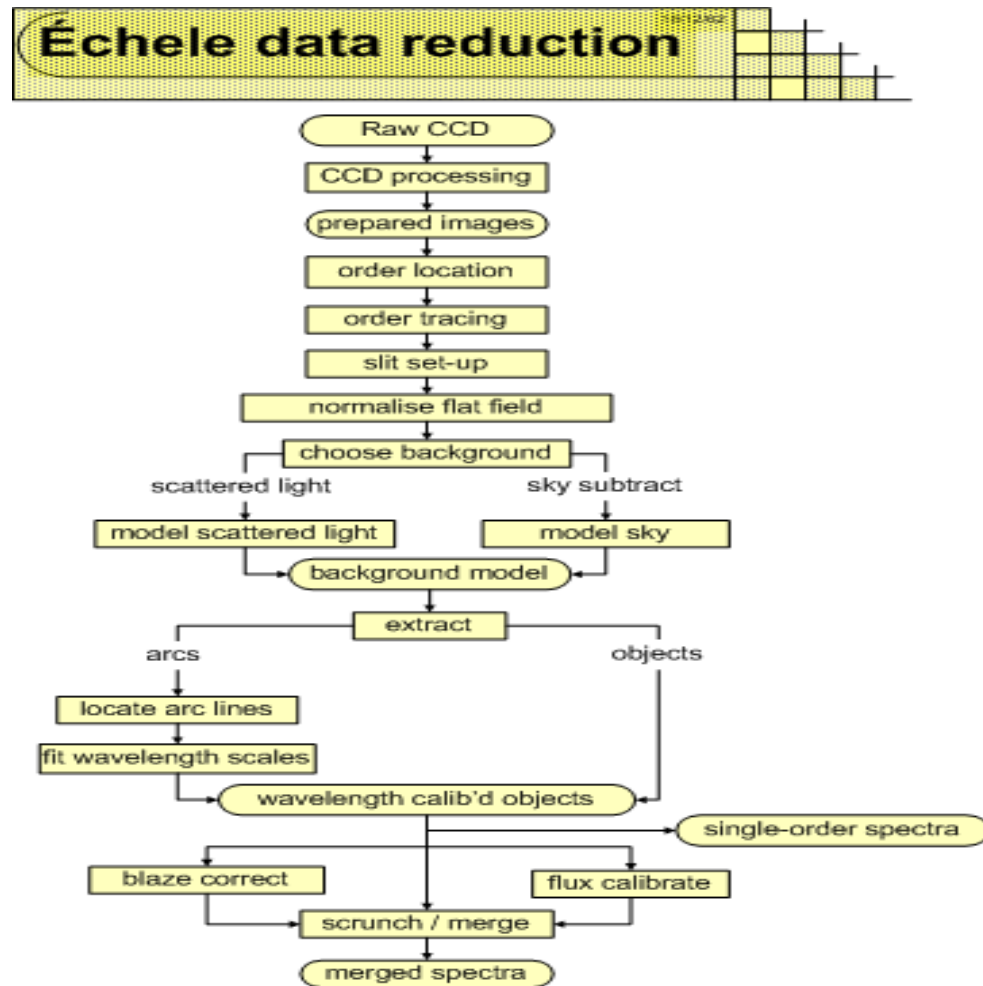 Échele data reduction
Raw CCD
CCD processing
prepared images
order location
order tracing
slit set-up
normalise flat field
choose background
scattered light
sky subtract
model scattered light
model sky
background model
extract
arcs
objects
locate arc lines
fit wavelength scales
wavelength calib'd objects
single-order spectra
blaze correct
flux calibrate
scrunch / merge
merged spectra